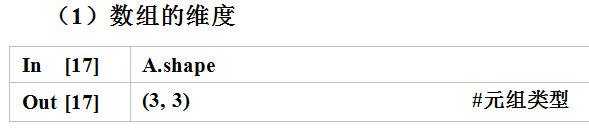 （1）数组的维度
In [17] A.shape
Out [17] (3, 3) #元组类型